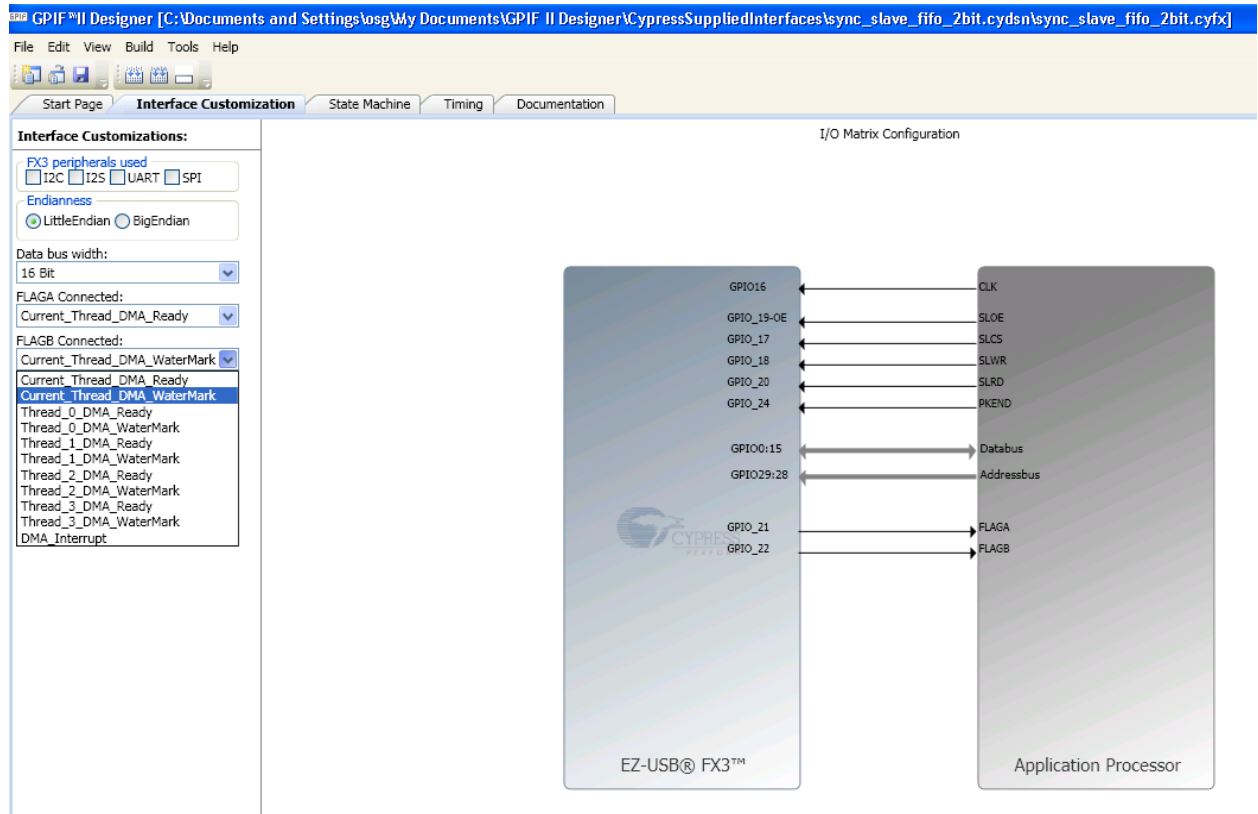 GPIF™II Designer [C:\Documents and Settings\osg\My Documents\GPIF II Designer\CypressSuppliedInterfaces\sync_slave_fifo_2bit.cydsn\sync_slave_fifo_2bit.cyfx]
File Edit View Build Tools Help
Start Page Interface Customization State Machine Timing Documentation
Interface Customizations:
FX3 peripherals used
I2C I2S UART SPI
Endianness
LittleEndian BigEndian
Data bus width:
16 Bit
FLAGA Connected:
Current_Thread_DMA_Ready
FLAGB Connected:
Current_Thread_DMA_WaterMark
Current_Thread_DMA_Ready
Current_Thread_DMA_WaterMark
Thread_0_DMA_Ready
Thread_0_DMA_WaterMark
Thread_1_DMA_Ready
Thread_1_DMA_WaterMark
Thread_2_DMA_Ready
Thread_2_DMA_WaterMark
Thread_3_DMA_Ready
Thread_3_DMA_WaterMark
DMA_Interrupt
I/O Matrix Configuration
GPIO16 CLK
GPIO_19-OE SLOE
GPIO_17 SLCS
GPIO_18 SLWR
GPIO_20 SLRD
GPIO_24 PKEND
GPIO0:15 Databus
GPIO29:28 Addressbus
GPIO_21 FLAGA
CYPRESS
GPIO_22 FLAGB
PERFORM
EZ-USB® FX3™ Application Processor